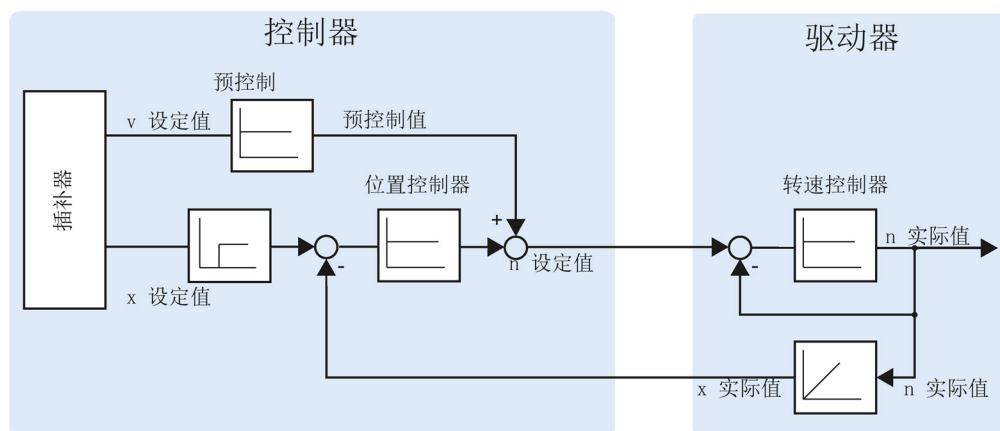 控制器
驱动器
预控制
v 设定值
预控制值
插补器
位置控制器
转速控制器
+
n 实际值
-
n 设定值
-
x 设定值
x 实际值
n 实际值